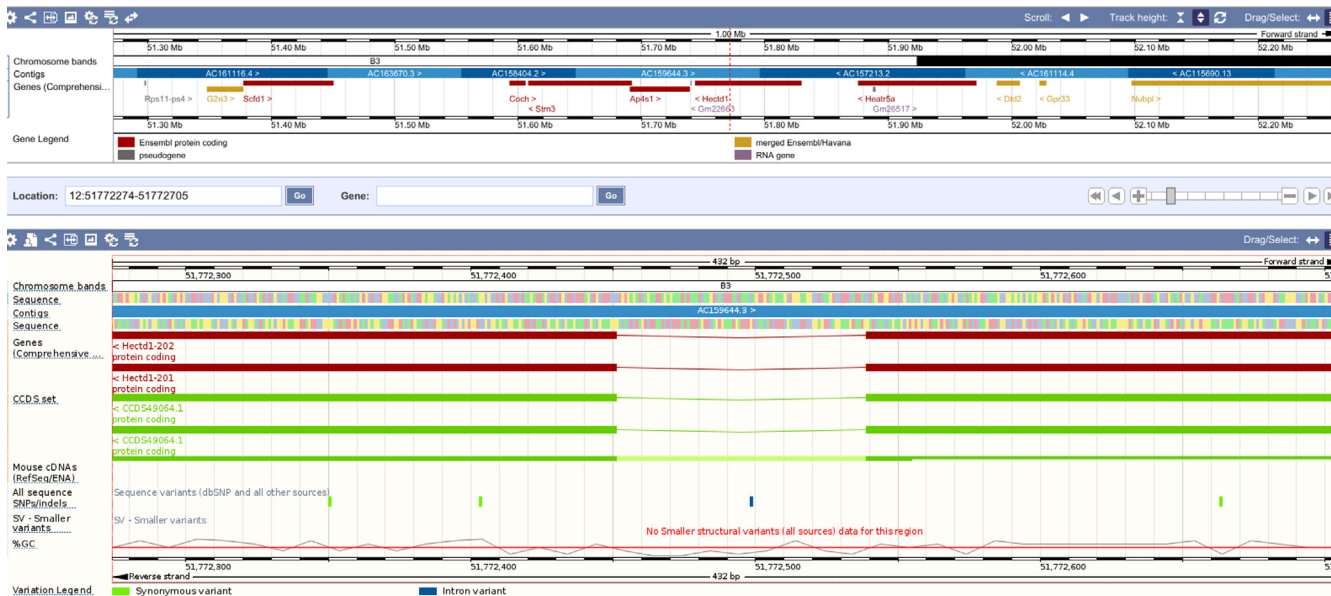 Scroll: Track height: Drag/Select:
1.00 Mb Forward strand
51.30 Mb 51.40 Mb 51.50 Mb 51.60 Mb 51.70 Mb 51.80 Mb 51.90 Mb 52.00 Mb 52.10 Mb 52.20 Mb
Chromosome bands B3
Contigs AC161116.4 > AC163670.3 > AC158404.2 > AC159644.3 > < AC157213.2 < AC161114.4 < AC115690.13
Genes (Comprehensi...
Rps11-ps4 > G2e3 > Scfd1 > Coch > Ap4s1 > < Hectd1 < Heatr5a < Dtd2 < Gpr33 Nubpl >
< Strn3 < Gm22663 Gm26517 >
51.30 Mb 51.40 Mb 51.50 Mb 51.60 Mb 51.70 Mb 51.80 Mb 51.90 Mb 52.00 Mb 52.10 Mb 52.20 Mb
Gene Legend Ensembl protein coding merged Ensembl/Havana
pseudogene RNA gene
Location: 12:51772274-51772705 Go Gene: Go
Drag/Select:
432 bp Forward strand
51,772,300 51,772,400 51,772,500 51,772,600
Chromosome bands B3
Sequence
Contigs AC159644.3 >
Sequence
Genes
(Comprehensive ...
< Hectd1-202
protein coding
< Hectd1-201
protein coding
CCDS set
< CCDS49064.1
protein coding
< CCDS49064.1
protein coding
Mouse cDNAs
(RefSeq/ENA)
All sequence
SNPs/indels
Sequence variants (dbSNP and all other sources)
SV - Smaller
variants
SV - Smaller variants
No Smaller structural variants (all sources) data for this region
%GC
51,772,300 51,772,400 51,772,500 51,772,600
Reverse strand 432 bp
Variation Legend Synonymous variant Intron variant